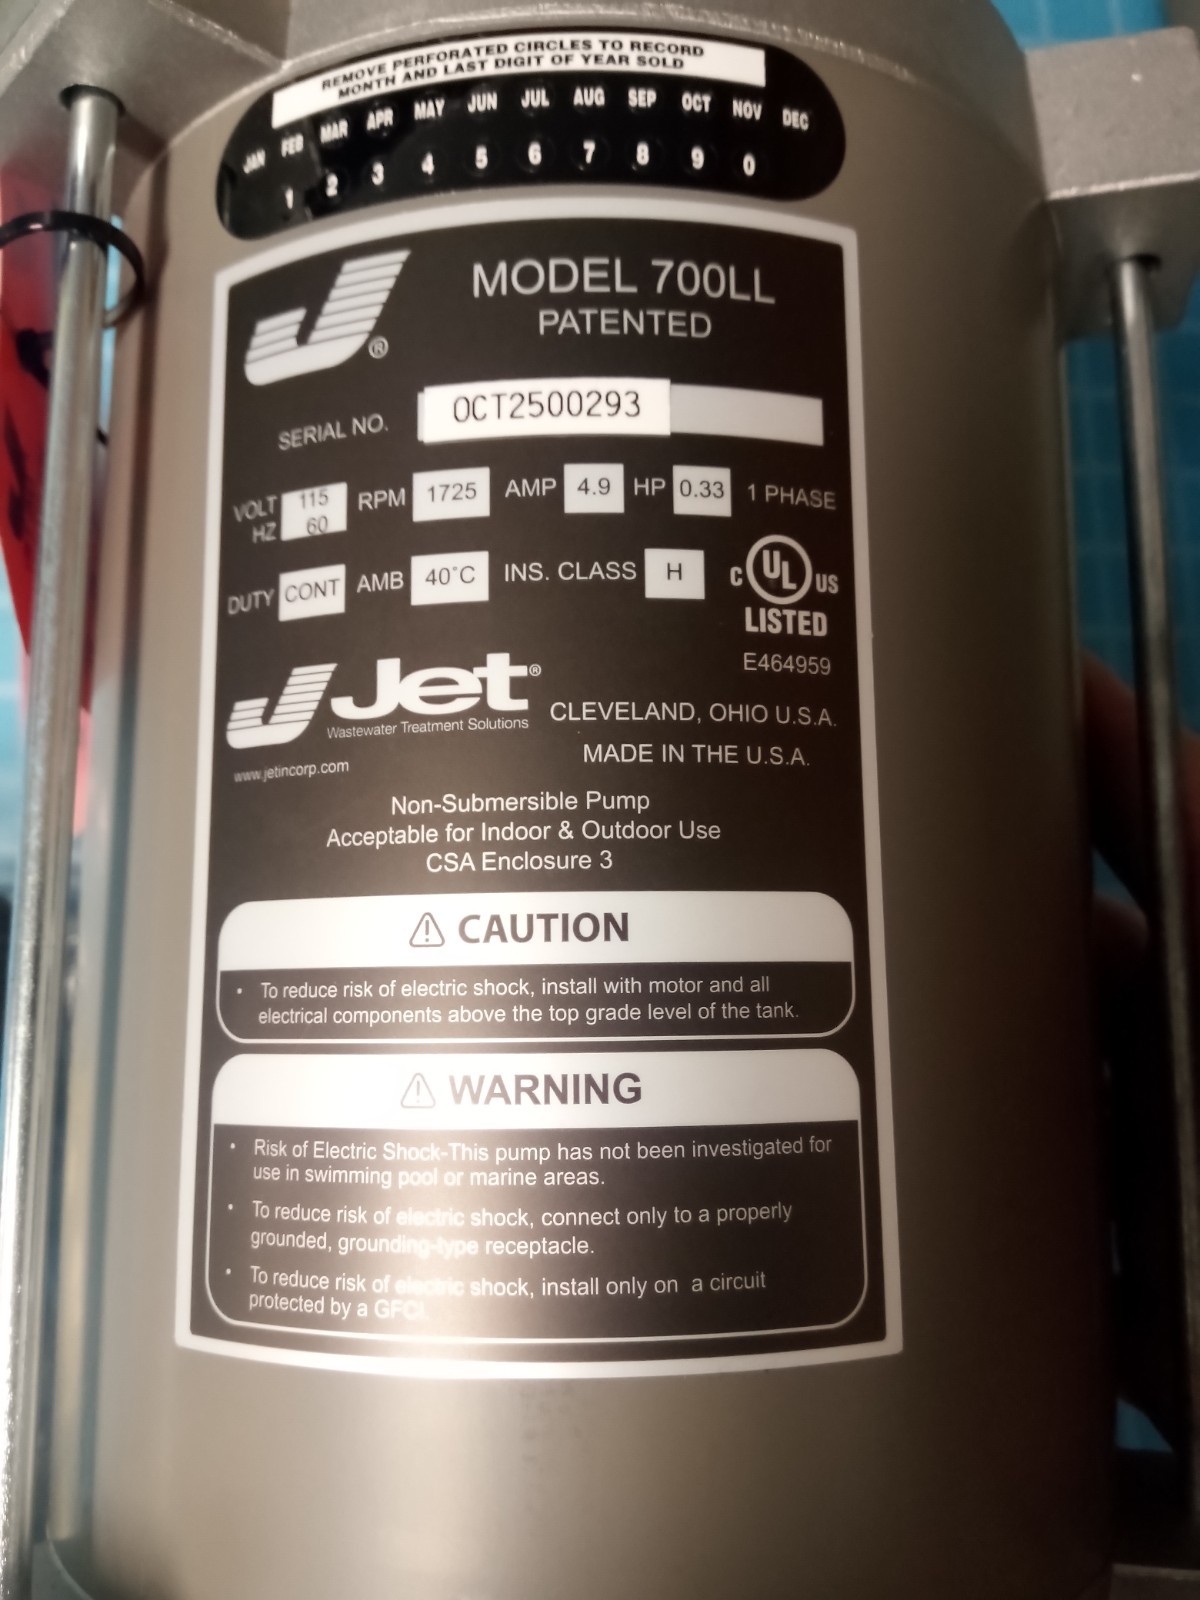 REMOVE PERFORATED CIRCLES TO RECORD
MONTH AND LAST DIGIT OF YEAR SOLD
JAN FEB MAR APR MAY JUN JUL AUG SEP OCT NOV DEC
1 2 3 4 5 6 7 8 9 0
J®
MODEL 700LL
PATENTED
SERIAL NO. OCT2500293
VOLT 115 RPM 1725 AMP 4.9 HP 0.33 1 PHASE
HZ 60
DUTY CONT AMB 40°C INS. CLASS H
C UL US
LISTED
E464959
J Jet®
Wastewater Treatment Solutions
CLEVELAND, OHIO U.S.A.
MADE IN THE U.S.A.
www.jetincorp.com
Non-Submersible Pump
Acceptable for Indoor & Outdoor Use
CSA Enclosure 3
⚠ CAUTION
• To reduce risk of electric shock, install with motor and all
electrical components above the top grade level of the tank.
⚠ WARNING
• Risk of Electric Shock-This pump has not been investigated for
use in swimming pool or marine areas.
• To reduce risk of electric shock, connect only to a properly
grounded, grounding-type receptacle.
• To reduce risk of electric shock, install only on a circuit
protected by a GFCI.